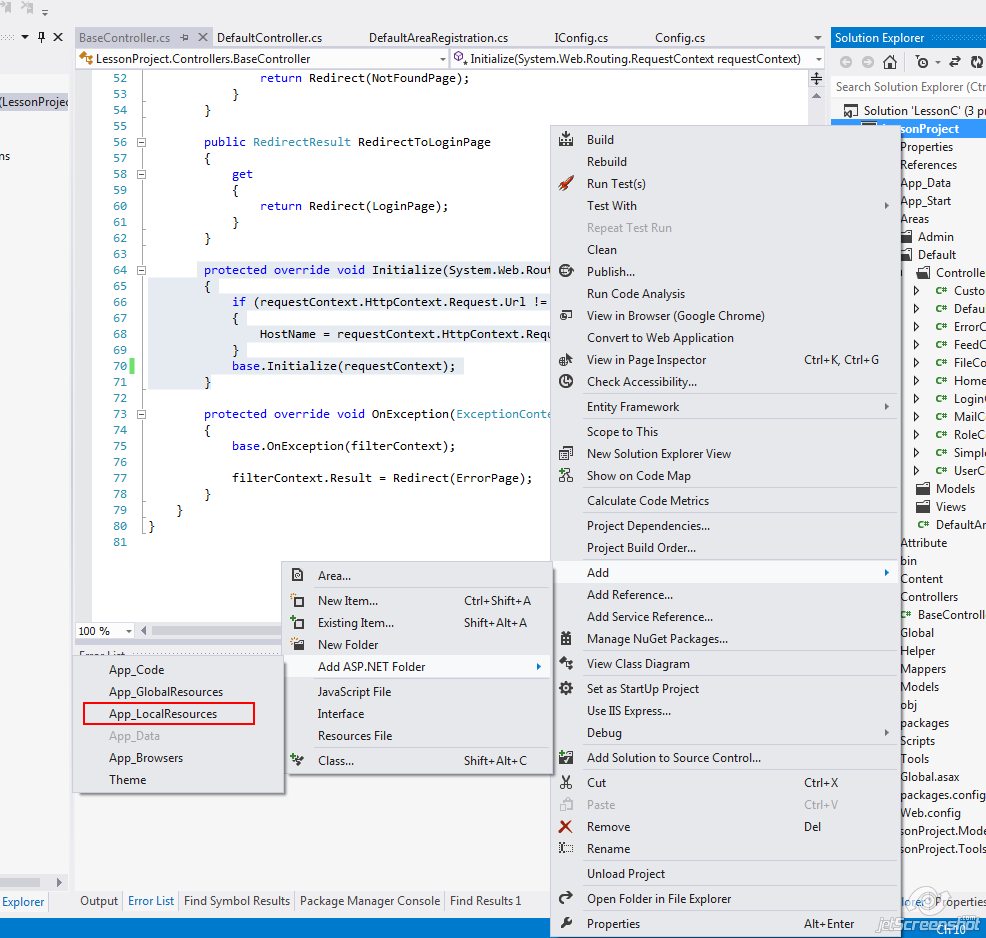 BaseController.cs
DefaultController.cs
DefaultAreaRegistration.cs
IConfig.cs
Config.cs
Solution Explorer
LessonProject.Controllers.BaseController
Initialize(System.Web.Routing.RequestContext requestContext)
Search Solution Explorer (Ctr
(LessonProjec
ns
Solution 'LessonC' (3 pr
sonProject
Properties
References
App_Data
App_Start
Areas
Admin
Default
Controlle
C# Custo
C# Defau
C# ErrorC
C# FeedC
C# FileCo
C# Home
C# LoginC
C# MailCo
C# RoleCo
C# Simpl
C# UserCo
Models
Views
C# DefaultAr
Attribute
bin
Content
Controllers
C# BaseControll
Global
Helper
Mappers
Models
obj
packages
Scripts
Tools
Global.asax
packages.config
Web.config
sonProject.Mode
sonProject.Tools
52 return Redirect(NotFoundPage);
53 }
54 }
55
56 public RedirectResult RedirectToLoginPage
57 {
58 get
59 {
60 return Redirect(LoginPage);
61 }
62 }
63
64 protected override void Initialize(System.Web.Rout
65 {
66 if (requestContext.HttpContext.Request.Url !=
67 {
68 HostName = requestContext.HttpContext.Requ
69 }
70 base.Initialize(requestContext);
71 }
72
73 protected override void OnException(ExceptionConte
74 {
75 base.OnException(filterContext);
76
77 filterContext.Result = Redirect(ErrorPage);
78 }
79 }
80 }
81
100 %
Error List
Build
Rebuild
Run Test(s)
Test With
Repeat Test Run
Clean
Publish...
Run Code Analysis
View in Browser (Google Chrome)
Convert to Web Application
View in Page Inspector Ctrl+K, Ctrl+G
Check Accessibility...
Entity Framework
Scope to This
New Solution Explorer View
Show on Code Map
Calculate Code Metrics
Project Dependencies...
Project Build Order...
Add
Add Reference...
Add Service Reference...
Manage NuGet Packages...
View Class Diagram
Set as StartUp Project
Use IIS Express...
Debug
Add Solution to Source Control...
Cut Ctrl+X
Paste Ctrl+V
Remove Del
Rename
Unload Project
Open Folder in File Explorer
Properties Alt+Enter
Area...
New Item... Ctrl+Shift+A
Existing Item... Shift+Alt+A
New Folder
Add ASP.NET Folder
JavaScript File
Interface
Resources File
Class... Shift+Alt+C
App_Code
App_GlobalResources
App_LocalResources
App_Data
App_Browsers
Theme
Explorer
Output
Error List
Find Symbol Results
Package Manager Console
Find Results 1
Properties
jetScreenshot
.com
Ch 10